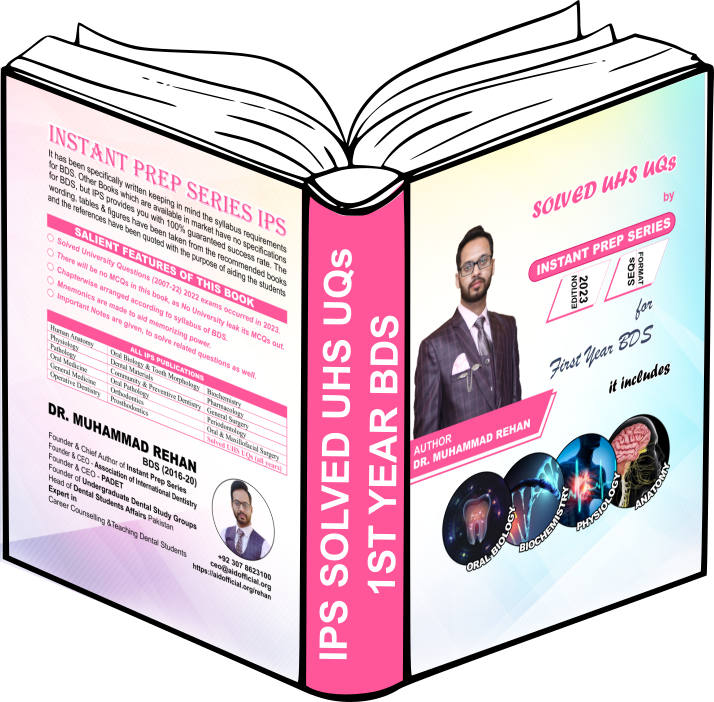 INSTANT PREP SERIES IPS
It has been specifically written keeping in mind the syllabus requirements
for BDS. Other Books which are available in market have no specifications
for BDS, but IPS provides you with 100% guaranteed success rate. The
wording, tables & figures have been taken from the recommended books
and the references have been quoted with the purpose of aiding the students
SALIENT FEATURES OF THIS BOOK
Solved University Questions (2007-22) 2022 exams occurred in 2023.
There will be no MCQs in this book, as No University leak its MCQs out.
Chapterwise arranged according to syllabus of BDS.
Mnemonics are made to aid memorizing power.
Important Notes are given, to solve related questions as well.
ALL IPS PUBLICATIONS
Human Anatomy Oral Biology & Tooth Morphology Biochemistry
Physiology Dental Materials Pharmacology
Pathology Community & Preventive Dentistry General Surgery
Oral Medicine Oral Pathology Periodontology
General Medicine Orthodontics Oral & Maxillofacial Surgery
Operative Dentistry Prosthodontics Solved UHS UQs (all years)
DR. MUHAMMAD REHAN
BDS (2016-20)
Founder & Chief Author of Instant Prep Series
Founder & CEO - Association of International Dentistry
Founder & CEO - PADET
Founder of Undergraduate Dental Study Groups
Head of Dental Students Affairs Pakistan
Expert in
Career Counselling &Teaching Dental Students
+92 307 8623100
ceo@aidofficial.org
https://aidofficial.org/rehan
IPS SOLVED UHS UQs
1ST YEAR BDS
SOLVED UHS UQs
by
INSTANT PREP SERIES
2023
EDITION
FORMAT
SEQs
for
First Year BDS
it includes
AUTHOR
DR. MUHAMMAD REHAN
ORAL BIOLOGY
BIOCHEMISTRY
PHYSIOLOGY
ANATOMY